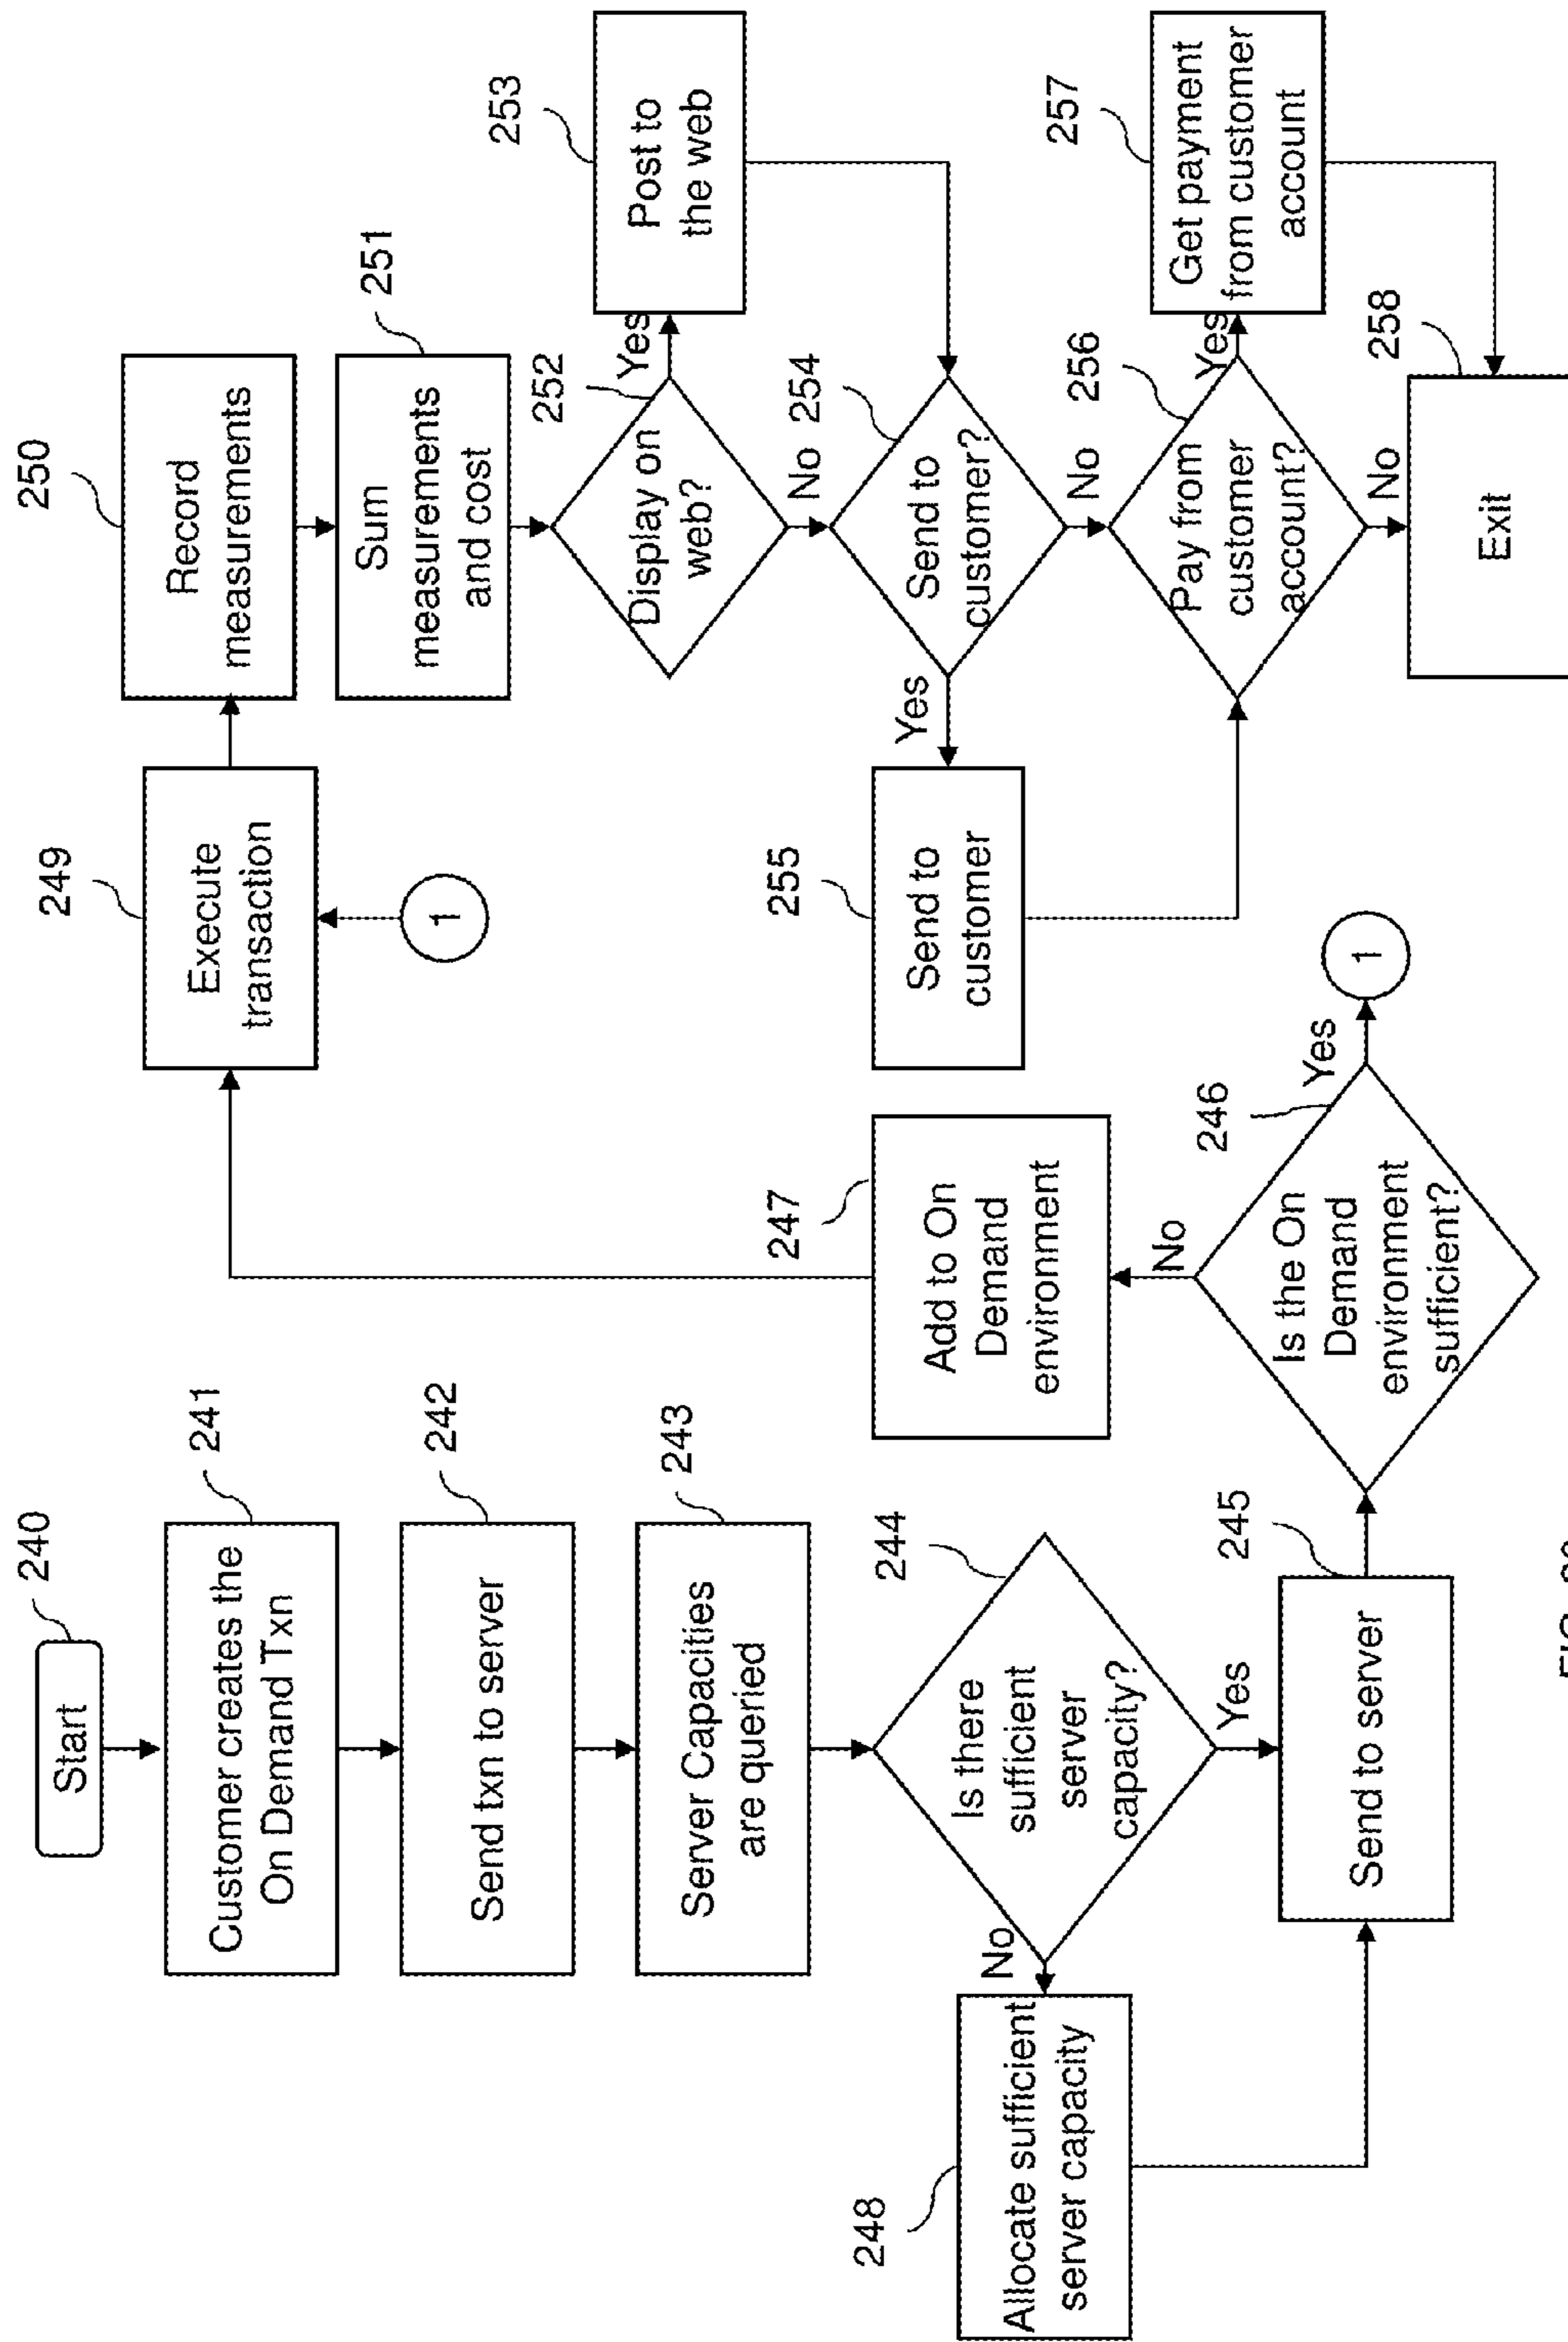 240
Start
241
Customer creates the
On Demand Txn
242
Send txn to server
243
Server Capacities
are queried
244
Is there
sufficient
server
capacity?
No
Yes
248
Allocate sufficient
server capacity
245
Send to server
246
Is the On
Demand
environment
sufficient?
No
Yes
1
247
Add to On
Demand
environment
249
Execute
transaction
1
250
Record
measurements
251
Sum
measurements
and cost
252
Display on
web?
Yes
No
253
Post to
the web
254
Send to
customer?
Yes
No
255
Send to
customer
256
Pay from
customer
account?
Yes
No
257
Get payment
from customer
account
258
Exit